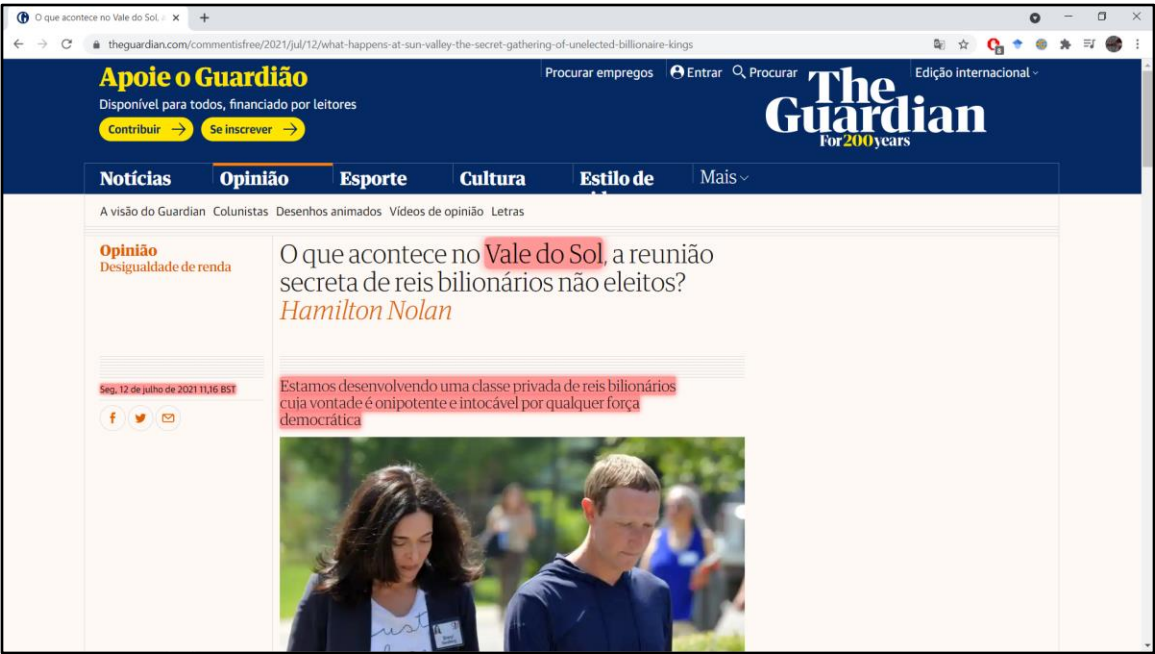 O que acontece no Vale do Sol, a
theguardian.com/commentisfree/2021/jul/12/what-happens-at-sun-valley-the-secret-gathering-of-unelected-billionaire-kings
Apoie o Guardião
Disponível para todos, financiado por leitores
Contribuir → Se inscrever →
Procurar empregos Entrar Procurar
Edição internacional
The
Guardian
For 200 years
Notícias Opinião Esporte Cultura Estilo de Mais
A visão do Guardian Colunistas Desenhos animados Vídeos de opinião Letras
Opinião
Desigualdade de renda
O que acontece no Vale do Sol, a reunião
secreta de reis bilionários não eleitos?
Hamilton Nolan
Seg, 12 de julho de 2021 11,16 BST
Estamos desenvolvendo uma classe privada de reis bilionários
cuja vontade é onipotente e intocável por qualquer força
democrática